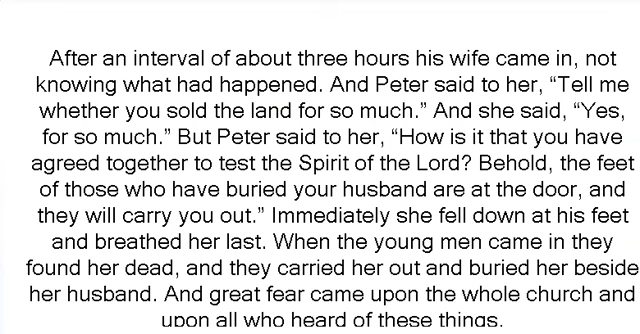 After an interval of about three hours his wife came in, not
knowing what had happened. And Peter said to her, “Tell me
whether you sold the land for so much.” And she said, “Yes,
for so much.” But Peter said to her, “How is it that you have
agreed together to test the Spirit of the Lord? Behold, the feet
of those who have buried your husband are at the door, and
they will carry you out.” Immediately she fell down at his feet
and breathed her last. When the young men came in they
found her dead, and they carried her out and buried her beside
her husband. And great fear came upon the whole church and
upon all who heard of these things.